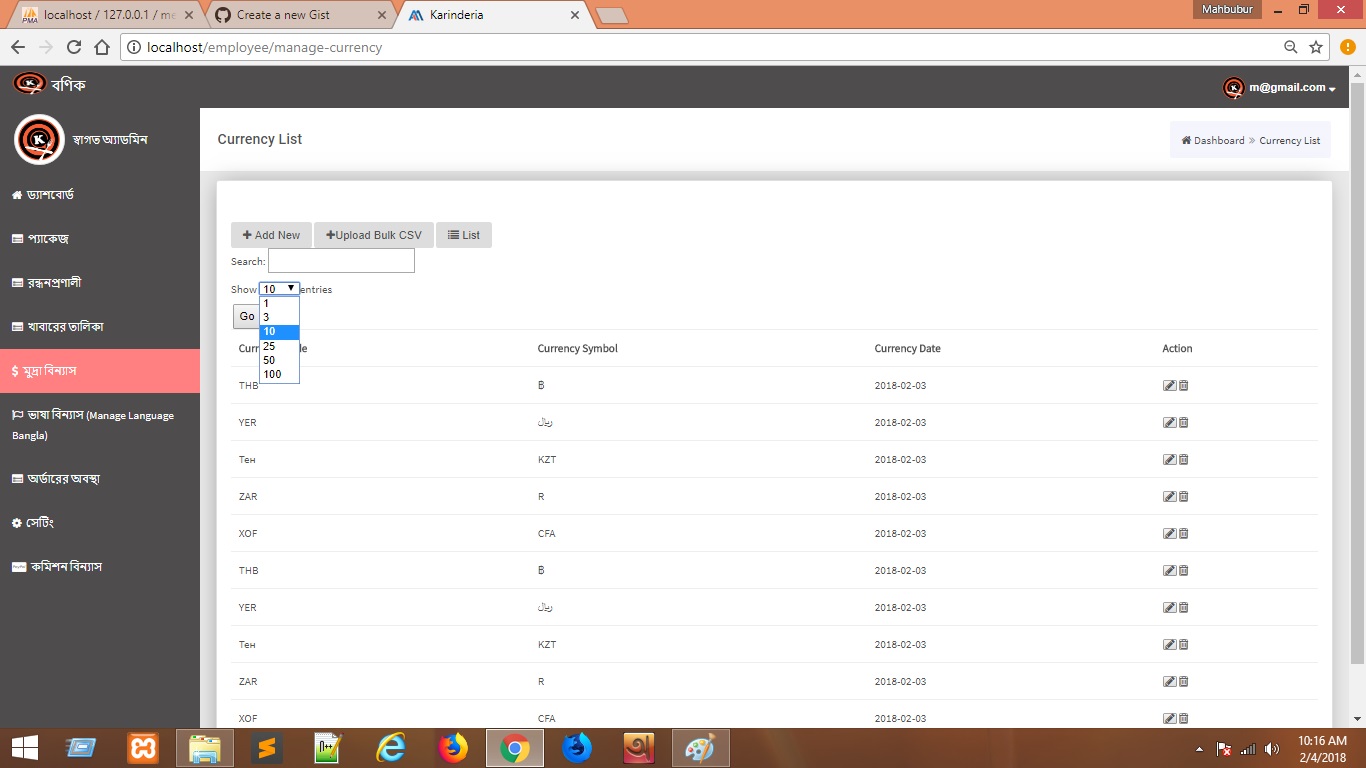 localhost / 127.0.0.1 / me
Create a new Gist
Karinderia
Mahbubur
localhost/employee/manage-currency
বণিক
m@gmail.com
স্বাগত অ্যাডমিন
Currency List
Dashboard » Currency List
ড্যাশবোর্ড
প্যাকেজ
রন্ধনপ্রণালী
খাবারের তালিকা
$ মুদ্রা বিন্যাস
ভাষা বিন্যাস (Manage Language
Bangla)
অর্ডারের অবস্থা
সেটিং
কমিশন বিন্যাস
+ Add New +Upload Bulk CSV List
Search:
Show 10 entries
Go
1
3
10
25
50
100
Currency Symbol Currency Date Action
THB ฿ 2018-02-03
YER ﷼ 2018-02-03
Тен KZT 2018-02-03
ZAR R 2018-02-03
XOF CFA 2018-02-03
THB ฿ 2018-02-03
YER ﷼ 2018-02-03
Тен KZT 2018-02-03
ZAR R 2018-02-03
XOF CFA 2018-02-03
10:16 AM
2/4/2018